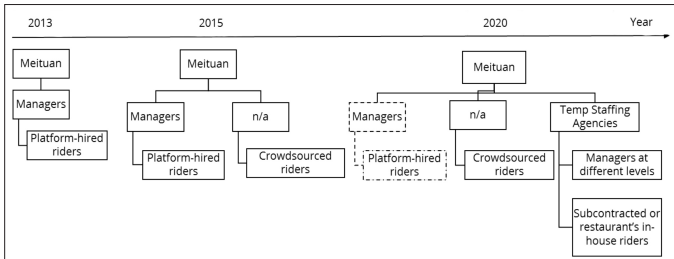 2013
2015
2020
Year
Meituan
Managers
Platform-hired
riders
Meituan
Managers
n/a
Platform-hired
riders
Crowdsourced
riders
Meituan
Managers
n/a
Temp Staffing
Agencies
Platform-hired
riders
Crowdsourced
riders
Managers at
different levels
Subcontracted or
restaurant's in-
house riders